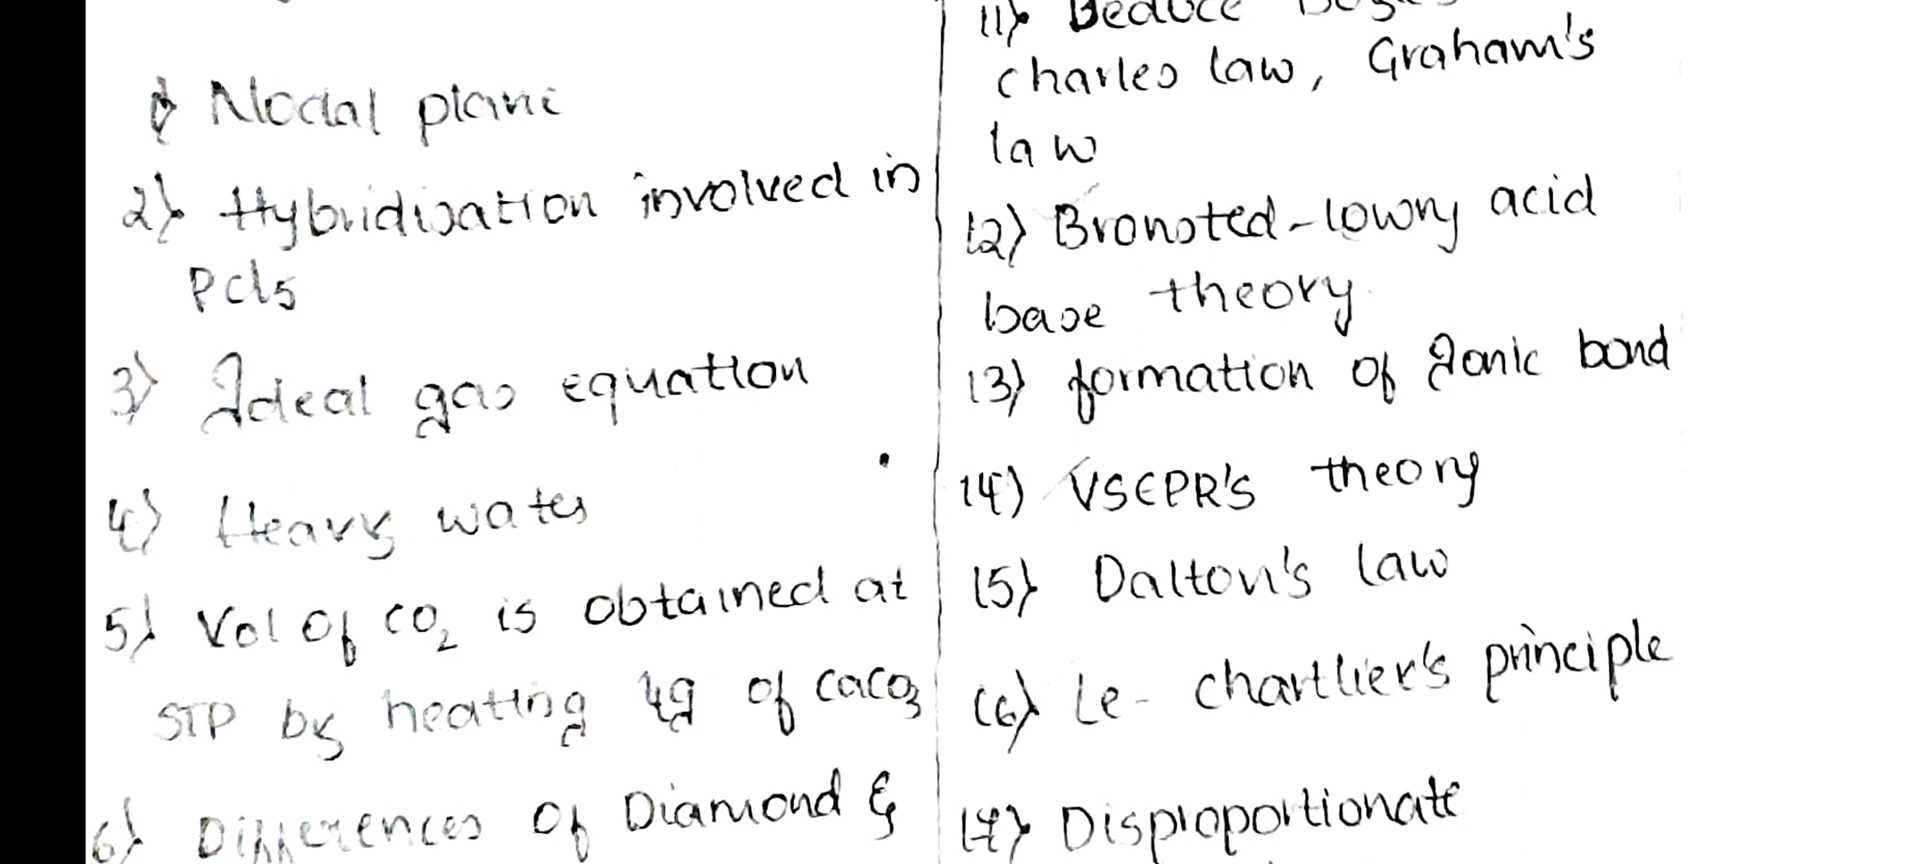 1) Nodal plane
2) Hybridisation involved in
PCl5
3) Ideal gas equation
4) Heavy water
5) Vol of CO2 is obtained at
STP by heating 4g of CaCO3
6) Differences of Diamond &
11) Deduce
charles law, Graham's
law
12) Bronsted-lowry acid
base theory
13) formation of Ionic bond
14) VSEPR's theory
15) Dalton's law
16) Le-chartlier's principle
17) Disproportionate